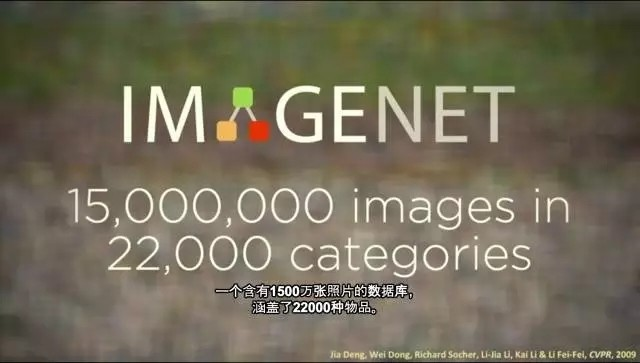 IMAGENET
15,000,000 images in
22,000 categories
一个含有1500万张照片的数据库，
涵盖了22000种物品。
Jia Deng, Wei Dong, Richard Socher, Li-Jia Li, Kai Li & Li Fei-Fei, CVPR, 2009